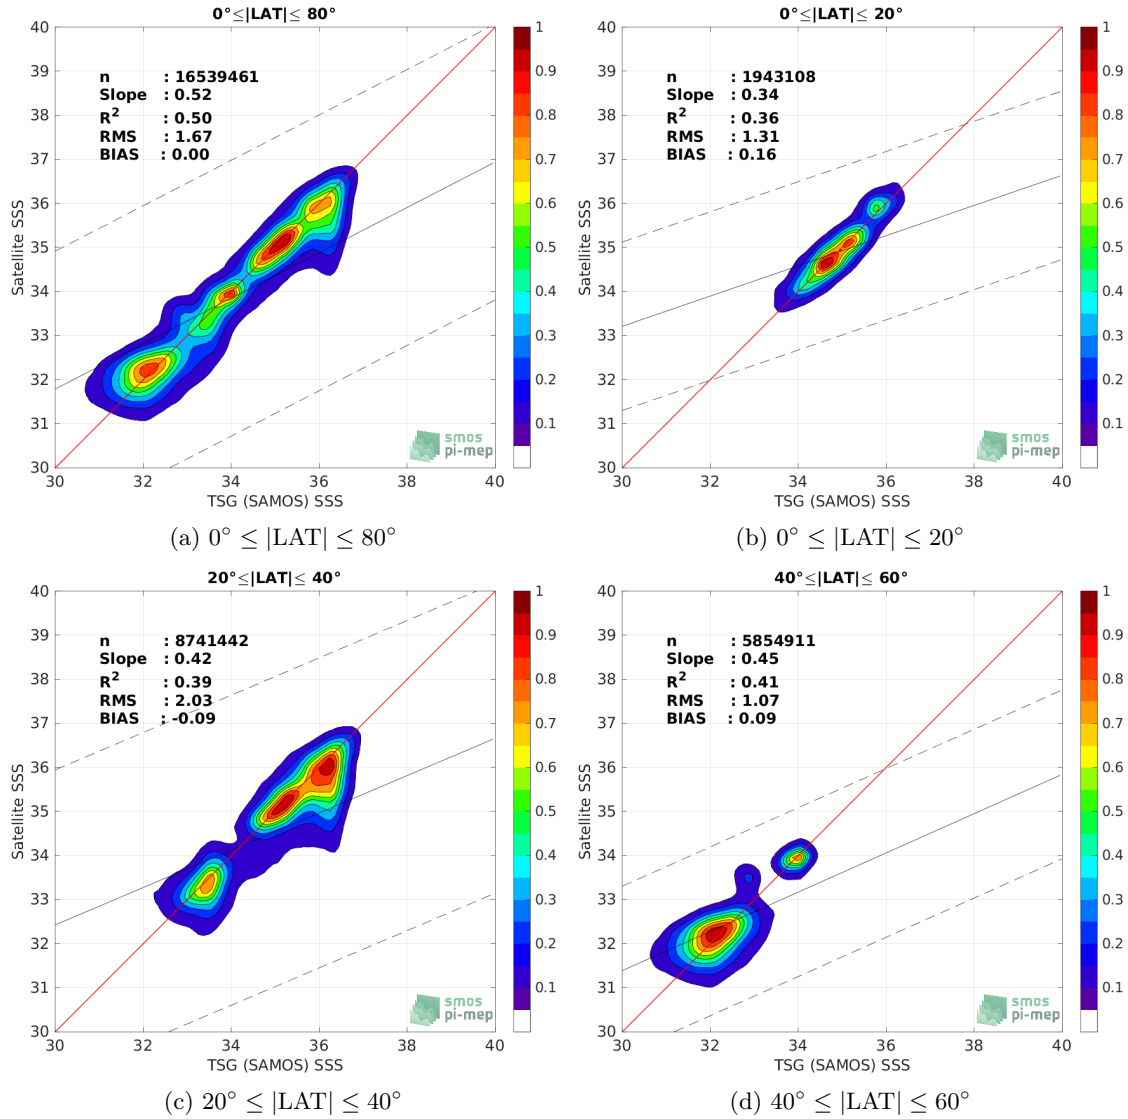 0°≤|LAT|≤ 80°
n : 16539461
Slope : 0.52
R² : 0.50
RMS : 1.67
BIAS : 0.00
40
39
38
37
36
35
34
33
32
31
30
Satellite SSS
30 32 34 36 38 40
TSG (SAMOS) SSS
1
0.9
0.8
0.7
0.6
0.5
0.4
0.3
0.2
0.1
smos
pi-mep
(a) 0° ≤ |LAT| ≤ 80°
0°≤|LAT|≤ 20°
n : 1943108
Slope : 0.34
R² : 0.36
RMS : 1.31
BIAS : 0.16
40
39
38
37
36
35
34
33
32
31
30
Satellite SSS
30 32 34 36 38 40
TSG (SAMOS) SSS
1
0.9
0.8
0.7
0.6
0.5
0.4
0.3
0.2
0.1
smos
pi-mep
(b) 0° ≤ |LAT| ≤ 20°
20°≤|LAT|≤ 40°
n : 8741442
Slope : 0.42
R² : 0.39
RMS : 2.03
BIAS : -0.09
40
39
38
37
36
35
34
33
32
31
30
Satellite SSS
30 32 34 36 38 40
TSG (SAMOS) SSS
1
0.9
0.8
0.7
0.6
0.5
0.4
0.3
0.2
0.1
smos
pi-mep
(c) 20° ≤ |LAT| ≤ 40°
40°≤|LAT|≤ 60°
n : 5854911
Slope : 0.45
R² : 0.41
RMS : 1.07
BIAS : 0.09
40
39
38
37
36
35
34
33
32
31
30
Satellite SSS
30 32 34 36 38 40
TSG (SAMOS) SSS
1
0.9
0.8
0.7
0.6
0.5
0.4
0.3
0.2
0.1
smos
pi-mep
(d) 40° ≤ |LAT| ≤ 60°